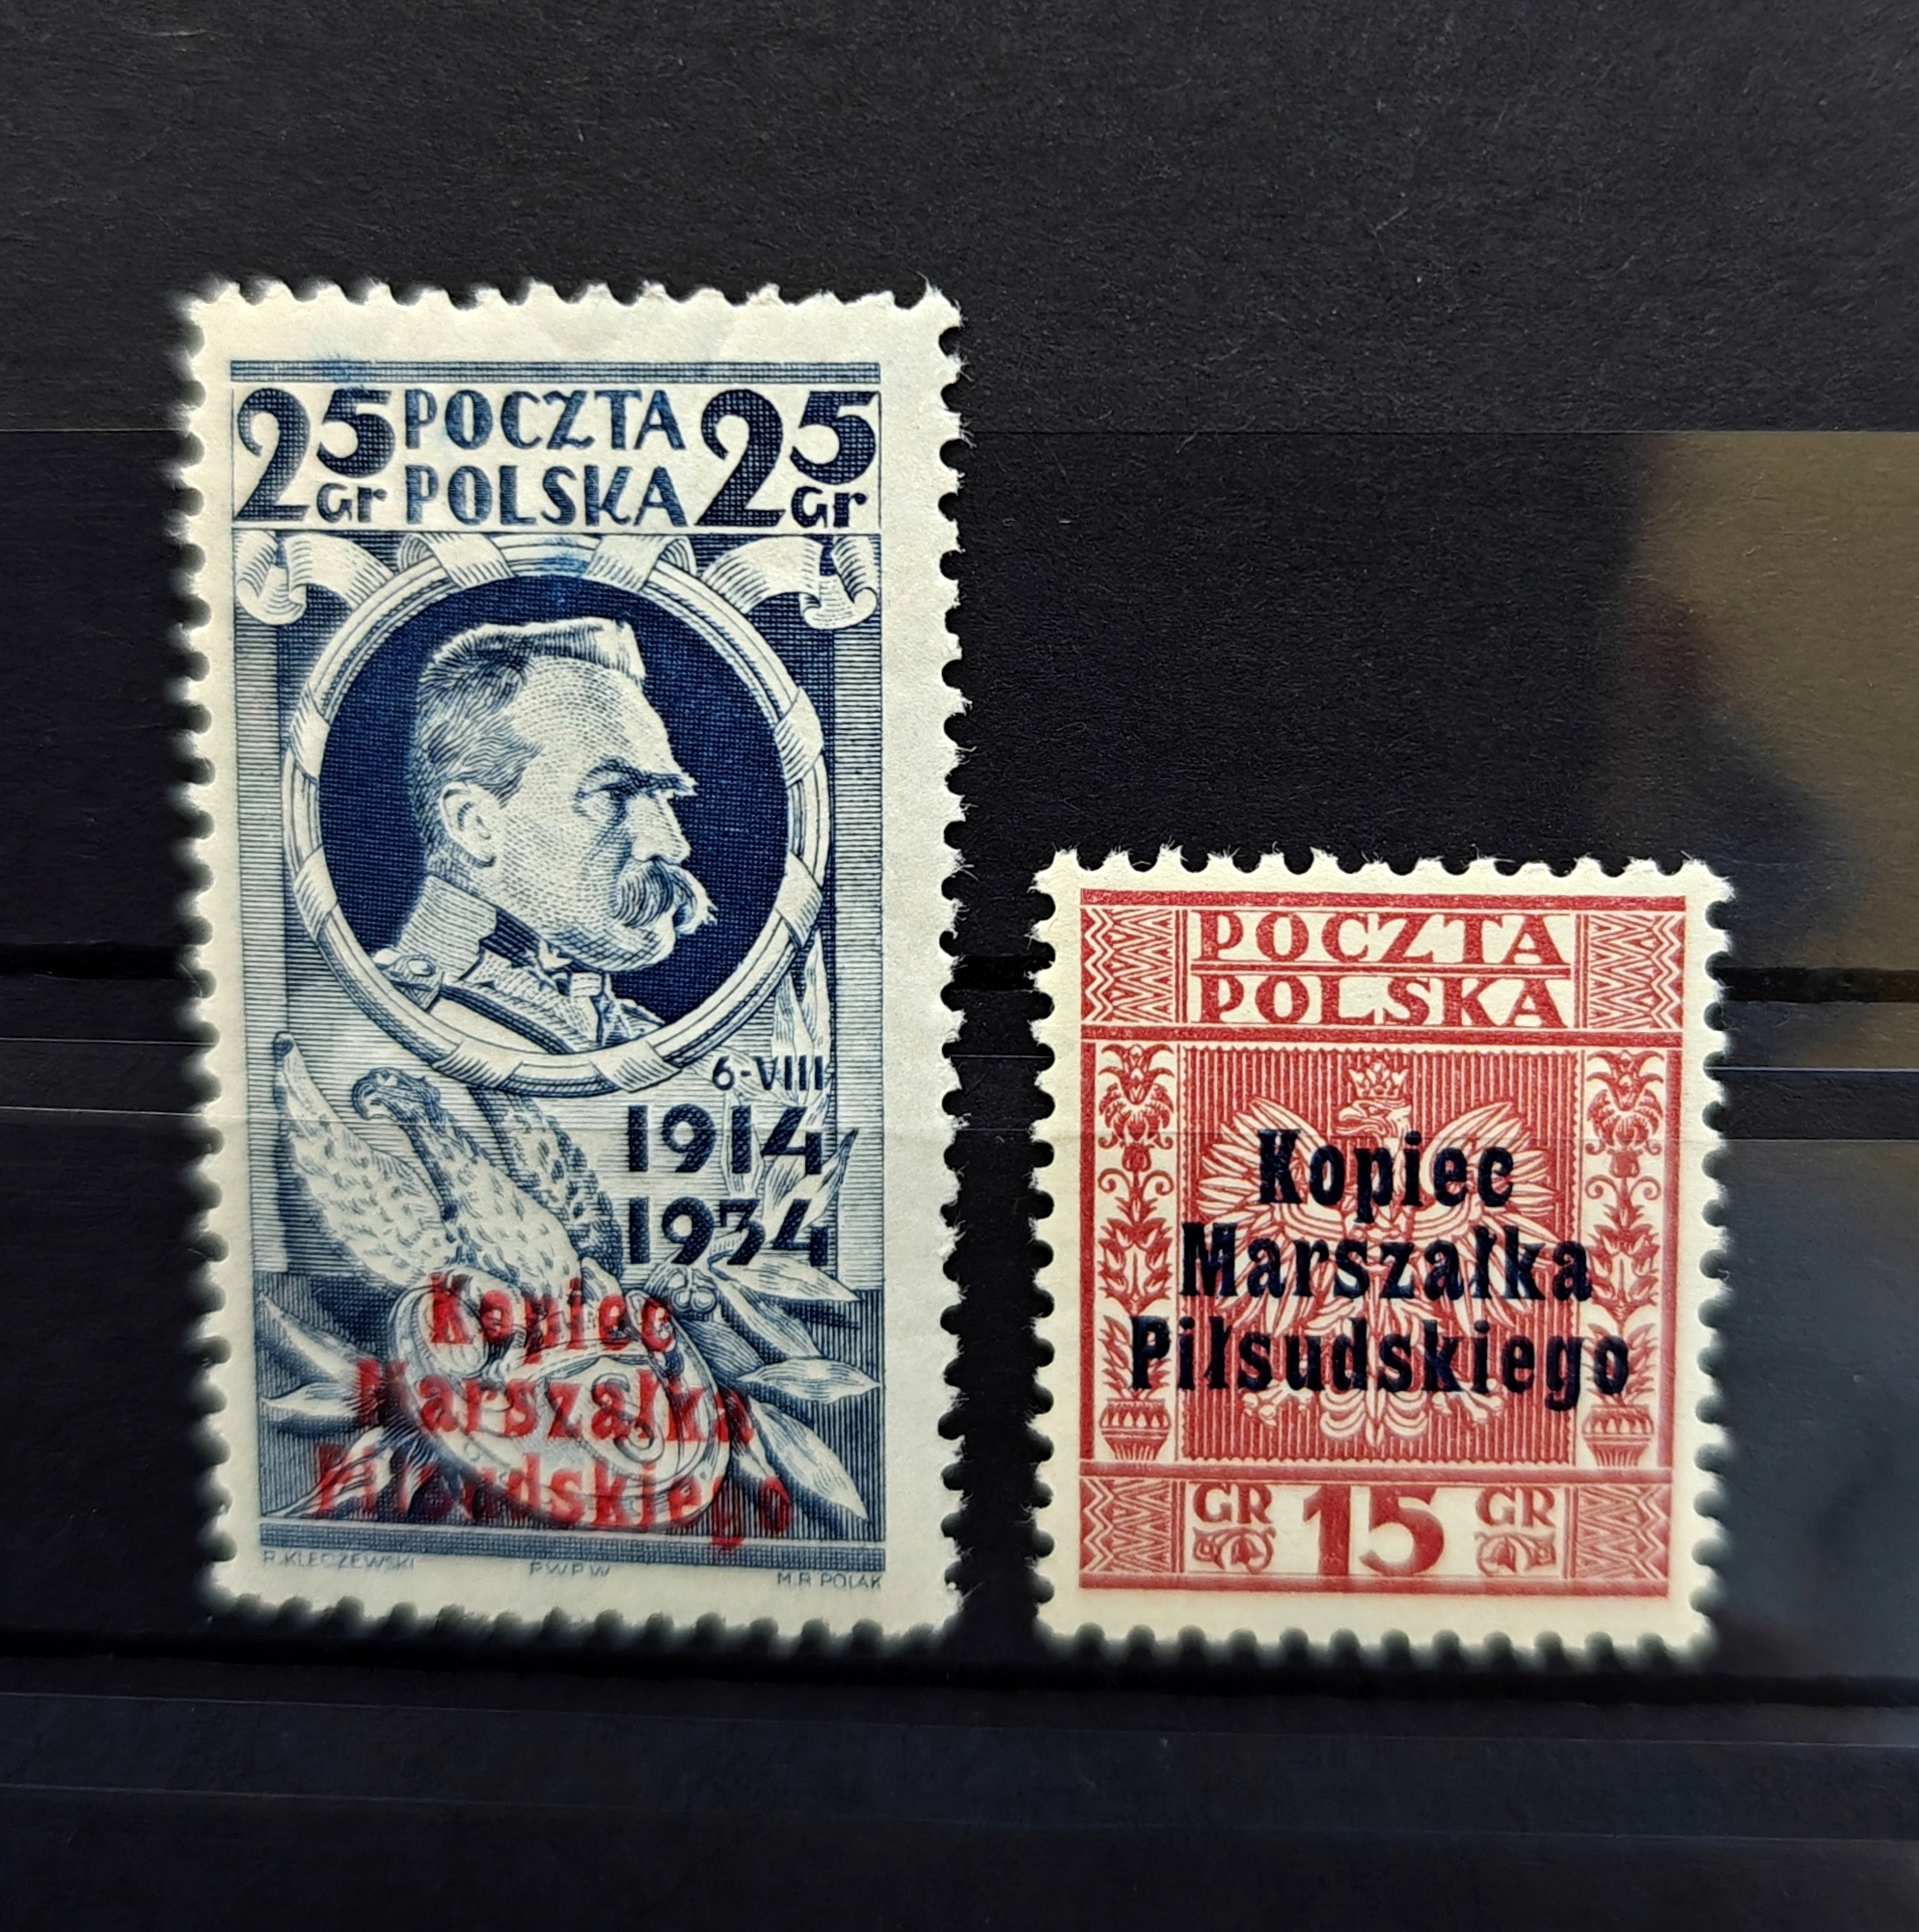 25 POCZTA 25
Gr POLSKA Gr
6-VIII
1914
1934
Kopiec
Marszałka
Piłsudskiego
R.KLECZEWSKI P.W.P.W M.R.POLAK
POCZTA
POLSKA
Kopiec
Marszałka
Piłsudskiego
GR 15 GR